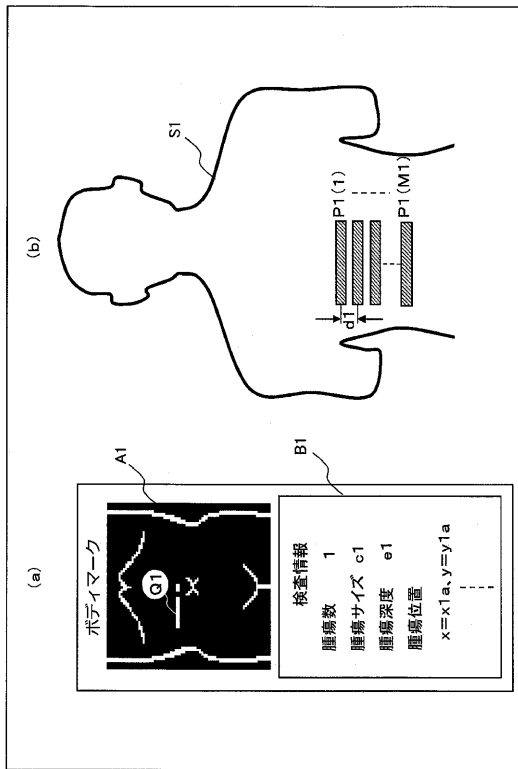 (a)
ボディマーク
A1
Q1
B1
検査情報
腫瘍数 1
腫瘍サイズ c1
腫瘍深度 e1
腫瘍位置
x=x1a、y=y1a
(b)
S1
d1
P1(1)
P1(M1)